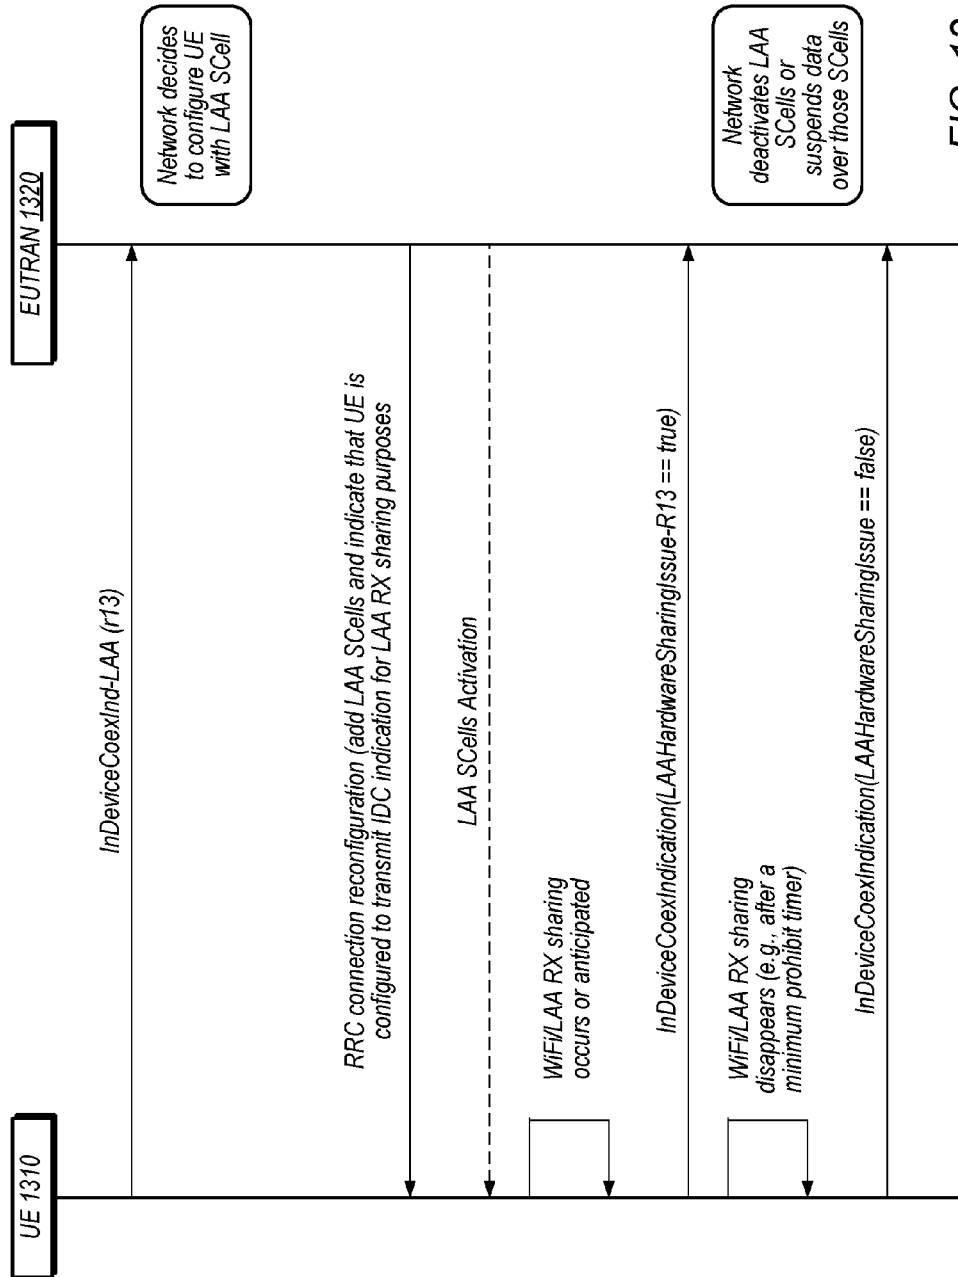 UE 1310
EUTRAN 1320
InDeviceCoexInd-LAA (r13)
Network decides
to configure UE
with LAA SCell
RRC connection reconfiguration (add LAA SCells and indicate that UE is
configured to transmit IDC indication for LAA RX sharing purposes
LAA SCells Activation
WiFi/LAA RX sharing
occurs or anticipated
InDeviceCoexIndication(LAAHardwareSharingIssue-R13 == true)
Network
deactivates LAA
SCells or
suspends data
over those SCells
WiFi/LAA RX sharing
disappears (e.g., after a
minimum prohibit timer)
InDeviceCoexIndication(LAAHardwareSharingIssue == false)